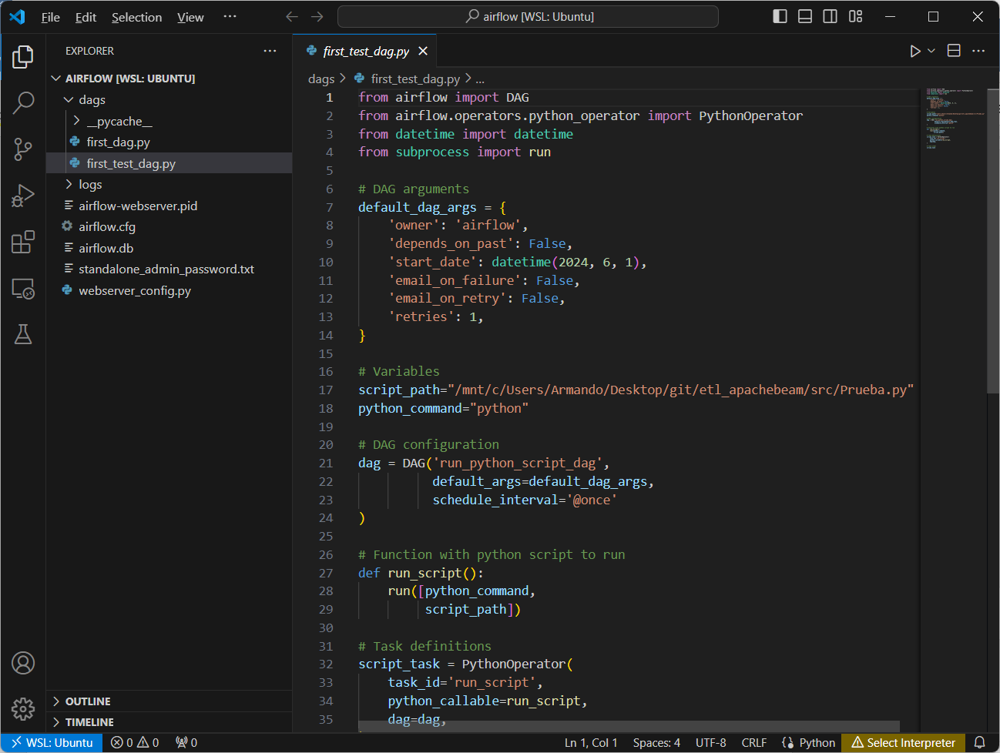 File Edit Selection View ···
airflow [WSL: Ubuntu]
EXPLORER ···
AIRFLOW [WSL: UBUNTU]
dags
__pycache__
first_dag.py
first_test_dag.py
logs
airflow-webserver.pid
airflow.cfg
airflow.db
standalone_admin_password.txt
webserver_config.py
OUTLINE
TIMELINE
first_test_dag.py
dags > first_test_dag.py > ...
1 from airflow import DAG
2 from airflow.operators.python_operator import PythonOperator
3 from datetime import datetime
4 from subprocess import run
5
6 # DAG arguments
7 default_dag_args = {
8     'owner': 'airflow',
9     'depends_on_past': False,
10     'start_date': datetime(2024, 6, 1),
11     'email_on_failure': False,
12     'email_on_retry': False,
13     'retries': 1,
14 }
15
16 # Variables
17 script_path="/mnt/c/Users/Armando/Desktop/git/etl_apachebeam/src/Prueba.py"
18 python_command="python"
19
20 # DAG configuration
21 dag = DAG('run_python_script_dag',
22           default_args=default_dag_args,
23           schedule_interval='@once'
24 )
25
26 # Function with python script to run
27 def run_script():
28     run([python_command,
29          script_path])
30
31 # Task definitions
32 script_task = PythonOperator(
33     task_id='run_script',
34     python_callable=run_script,
35     dag=dag,
WSL: Ubuntu 0 0 0 Ln 1, Col 1 Spaces: 4 UTF-8 CRLF Python Select Interpreter